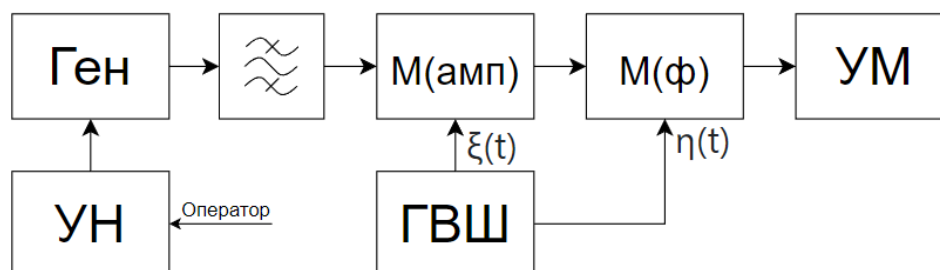 Ген
М(амп)
М(ф)
УМ
ξ(t)
η(t)
УН
Оператор
ГВШ